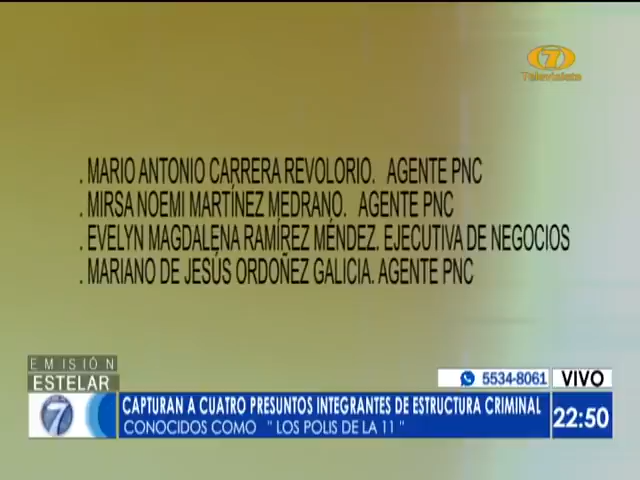 7
Televisiete
. MARIO ANTONIO CARRERA REVOLORIO. AGENTE PNC
. MIRSA NOEMI MARTÍNEZ MEDRANO. AGENTE PNC
. EVELYN MAGDALENA RAMÍREZ MÉNDEZ. EJECUTIVA DE NEGOCIOS
. MARIANO DE JESÚS ORDOÑEZ GALICIA. AGENTE PNC
EMISIÓN
ESTELAR
5534-8061
VIVO
7
CAPTURAN A CUATRO PRESUNTOS INTEGRANTES DE ESTRUCTURA CRIMINAL
CONOCIDOS COMO " LOS POLIS DE LA 11 "
22:50